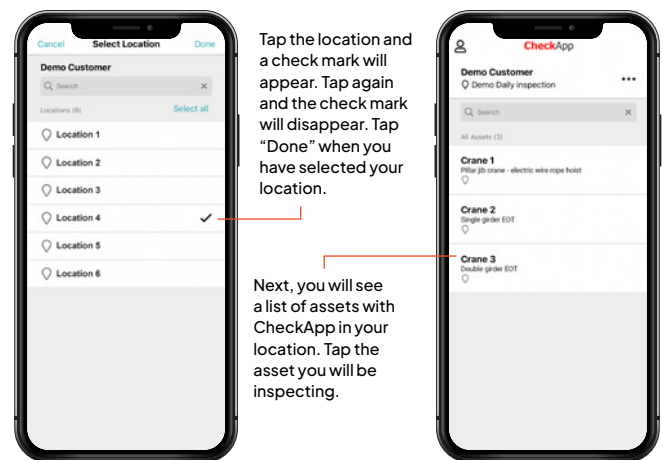 Cancel Select Location Done
Demo Customer
Search
Locations (6) Select all
Location 1
Location 2
Location 3
Location 4
Location 5
Location 6
Tap the location and
a check mark will
appear. Tap again
and the check mark
will disappear. Tap
“Done” when you
have selected your
location.
Next, you will see
a list of assets with
CheckApp in your
location. Tap the
asset you will be
inspecting.
CheckApp
Demo Customer
Demo Daily inspection
Search
All Assets (3)
Crane 1
Pillar jib crane - electric wire rope hoist
Crane 2
Single girder EOT
Crane 3
Double girder EOT